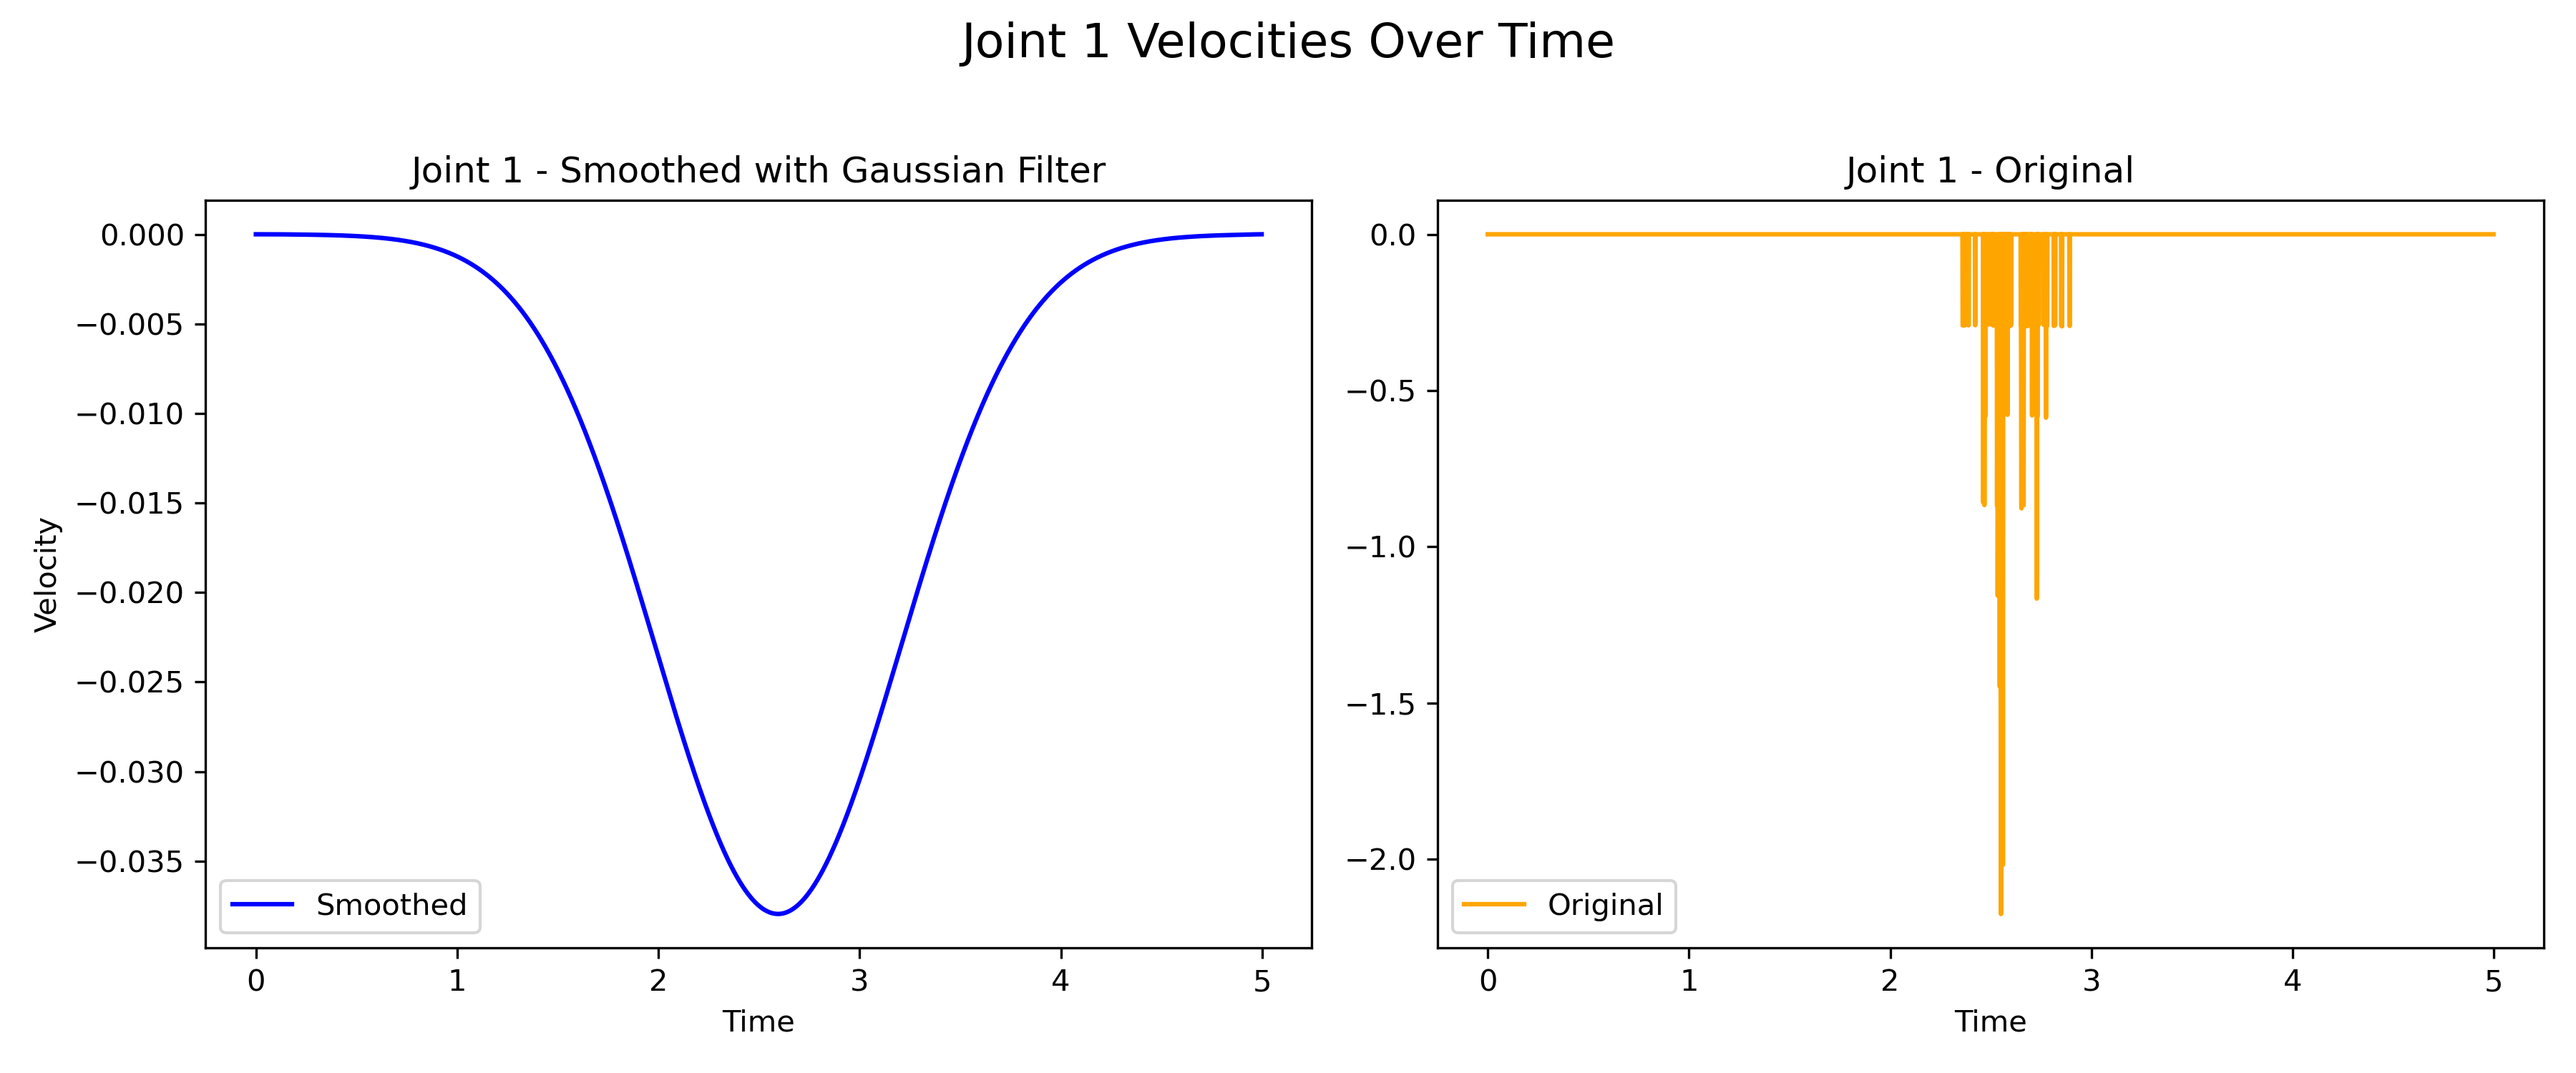 Joint 1 Velocities Over Time
Joint 1 - Smoothed with Gaussian Filter
0.000
−0.005
−0.010
−0.015
−0.020
−0.025
−0.030
−0.035
Velocity
Smoothed
0 1 2 3 4 5
Time
Joint 1 - Original
0.0
−0.5
−1.0
−1.5
−2.0
Original
0 1 2 3 4 5
Time